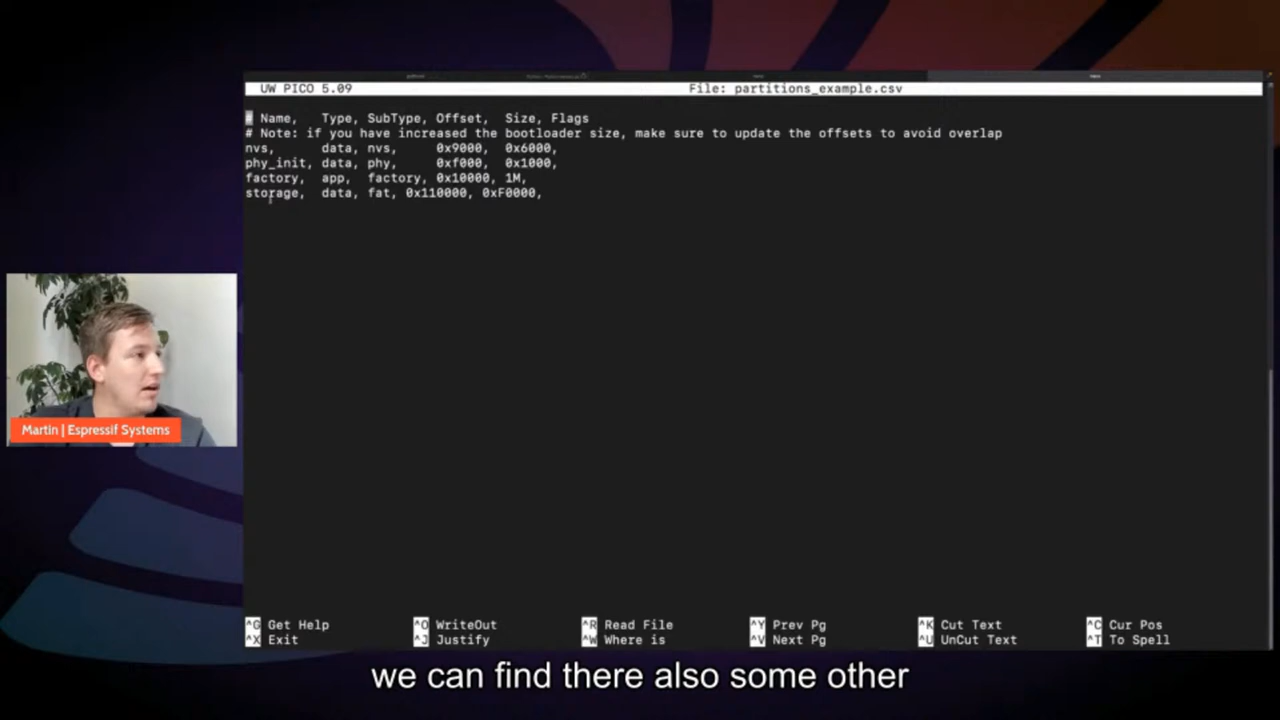 UW PICO 5.09 File: partitions_example.csv
# Name, Type, SubType, Offset, Size, Flags
# Note: if you have increased the bootloader size, make sure to update the offsets to avoid overlap
nvs, data, nvs, 0x9000, 0x6000,
phy_init, data, phy, 0xf000, 0x1000,
factory, app, factory, 0x10000, 1M,
storage, data, fat, 0x110000, 0xF0000,
Martin | Espressif Systems
^G Get Help ^O WriteOut ^R Read File ^Y Prev Pg ^K Cut Text ^C Cur Pos
^X Exit ^J Justify ^W Where is ^V Next Pg ^U UnCut Text ^T To Spell
we can find there also some other